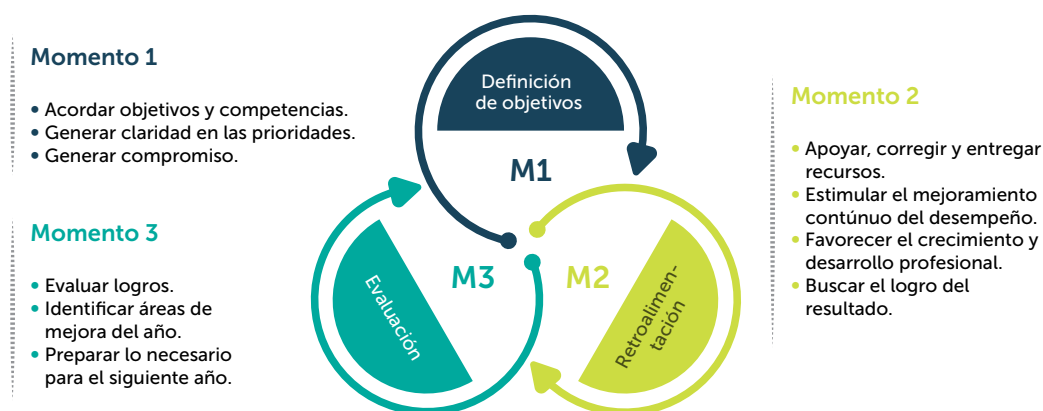 Momento 1
• Acordar objetivos y competencias.
• Generar claridad en las prioridades.
• Generar compromiso.
Definición
de objetivos
M1
Momento 2
• Apoyar, corregir y entregar
recursos.
• Estimular el mejoramiento
contúnuo del desempeño.
• Favorecer el crecimiento y
desarrollo profesional.
• Buscar el logro del
resultado.
M2
Retroalimen-
tación
Momento 3
• Evaluar logros.
• Identificar áreas de
mejora del año.
• Preparar lo necesario
para el siguiente año.
M3
Evaluación